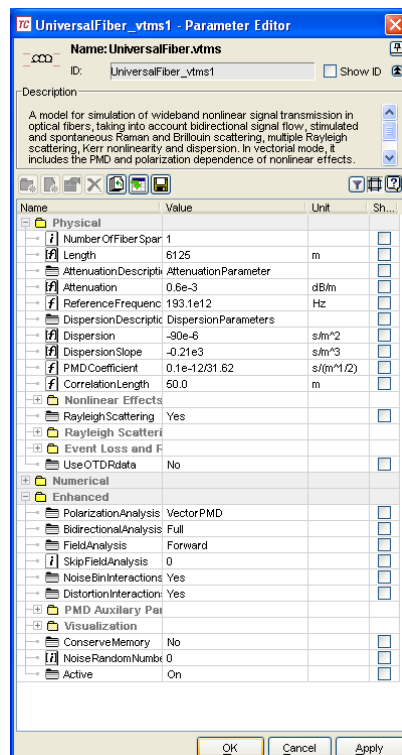 TC UniversalFiber_vtms1 - Parameter Editor
Name: UniversalFiber.vtms
ID: UniversalFiber_vtms1 Show ID
Description
A model for simulation of wideband nonlinear signal transmission in
optical fibers, taking into account bidirectional signal flow, stimulated
and spontaneous Raman and Brillouin scattering, multiple Rayleigh
scattering, Kerr nonlinearity and dispersion. In vectorial mode, it
includes the PMD and polarization dependence of nonlinear effects.
Name Value Unit Sh...
Physical
i NumberOfFiberSpan 1
[f] Length 6125 m
AttenuationDescriptio AttenuationParameter
[f] Attenuation 0.6e-3 dB/m
f ReferenceFrequenc 193.1e12 Hz
DispersionDescriptio DispersionParameters
[f] Dispersion -90e-6 s/m^2
[f] DispersionSlope -0.21e3 s/m^3
f PMDCoefficient 0.1e-12/31.62 s/(m^1/2)
f CorrelationLength 50.0 m
Nonlinear Effects
RayleighScattering Yes
Rayleigh Scatteri
Event Loss and R
UseOTDRdata No
Numerical
Enhanced
PolarizationAnalysis VectorPMD
BidirectionalAnalysis Full
FieldAnalysis Forward
i SkipFieldAnalysis 0
NoiseBinInteractions Yes
DistortionInteraction: Yes
PMD Auxilary Par
Visualization
ConserveMemory No
[i] NoiseRandomNumbe 0
Active On
OK Cancel Apply